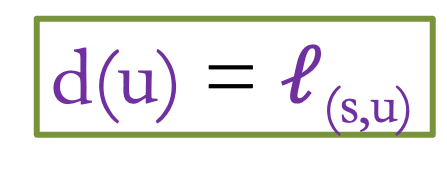 d(u) = ℓ(s,u)